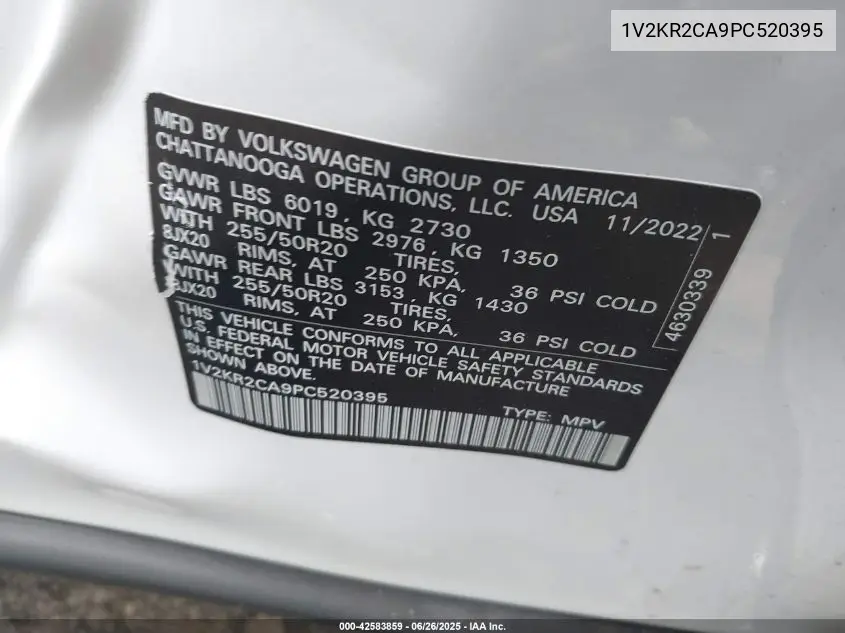 1V2KR2CA9PC520395
MFD BY VOLKSWAGEN GROUP OF AMERICA
CHATTANOOGA OPERATIONS, LLC. USA 11/2022
GVWR LBS 6019, KG 2730
GAWR FRONT LBS 2976, KG 1350
WITH 255/50R20 TIRES,
8JX20 RIMS, AT 250 KPA, 36 PSI COLD
GAWR REAR LBS 3153, KG 1430
WITH 255/50R20 TIRES,
8JX20 RIMS, AT 250 KPA, 36 PSI COLD
THIS VEHICLE CONFORMS TO ALL APPLICABLE
U.S. FEDERAL MOTOR VEHICLE SAFETY STANDARDS
IN EFFECT ON THE DATE OF MANUFACTURE
SHOWN ABOVE.
1V2KR2CA9PC520395 TYPE: MPV
4630339 1
000-42583859 - 06/26/2025 - IAA Inc.